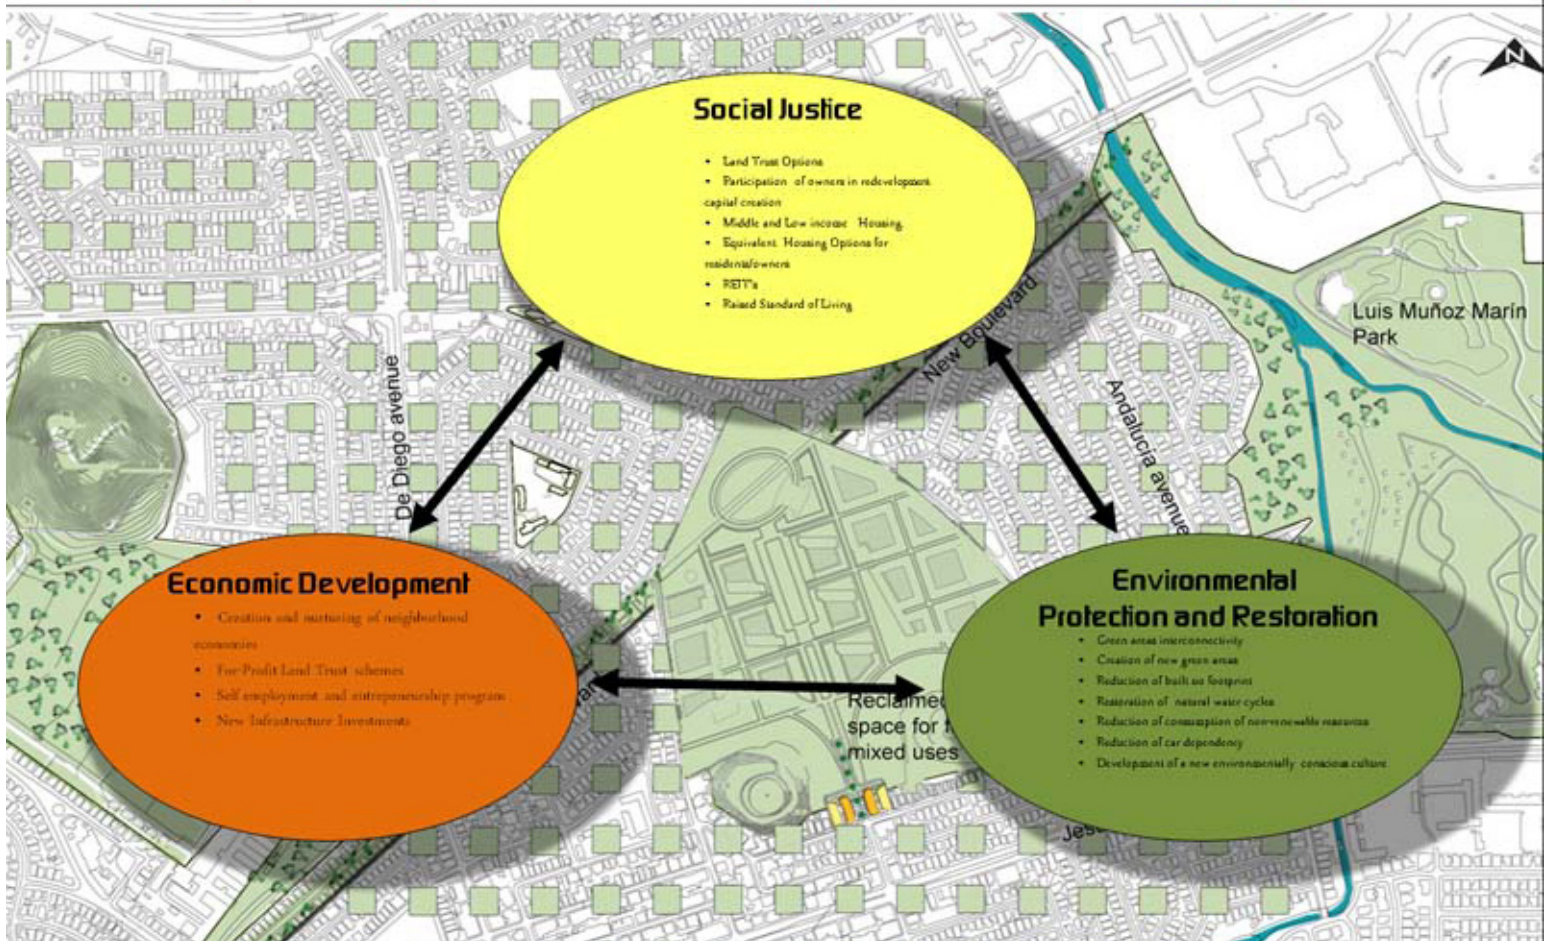 N
Social Justice
• Land Trust Options
• Participation of owners in redevelopment
capital creation
• Middle and Low income Housing
• Equivalent Housing Options for
residents/owners
• REIT's
• Raised Standard of Living
Luis Muñoz Marín
Park
New Boulevard
De Diego avenue
Andalucia avenue
Economic Development
• Creation and nurturing of neighborhood
economies
• For-Profit Land Trust schemes
• Self employment and entrepeneurship program
• New Infrastructure Investments
Environmental
Protection and Restoration
• Green areas interconnectivity
• Creation of new green areas
• Reduction of built up footprint
• Restoration of natural water cycles
• Reduction of consumption of non-renewable resources
• Reduction of car dependency
• Development of a new environmentally conscious culture
Reclaimed
space for
mixed uses